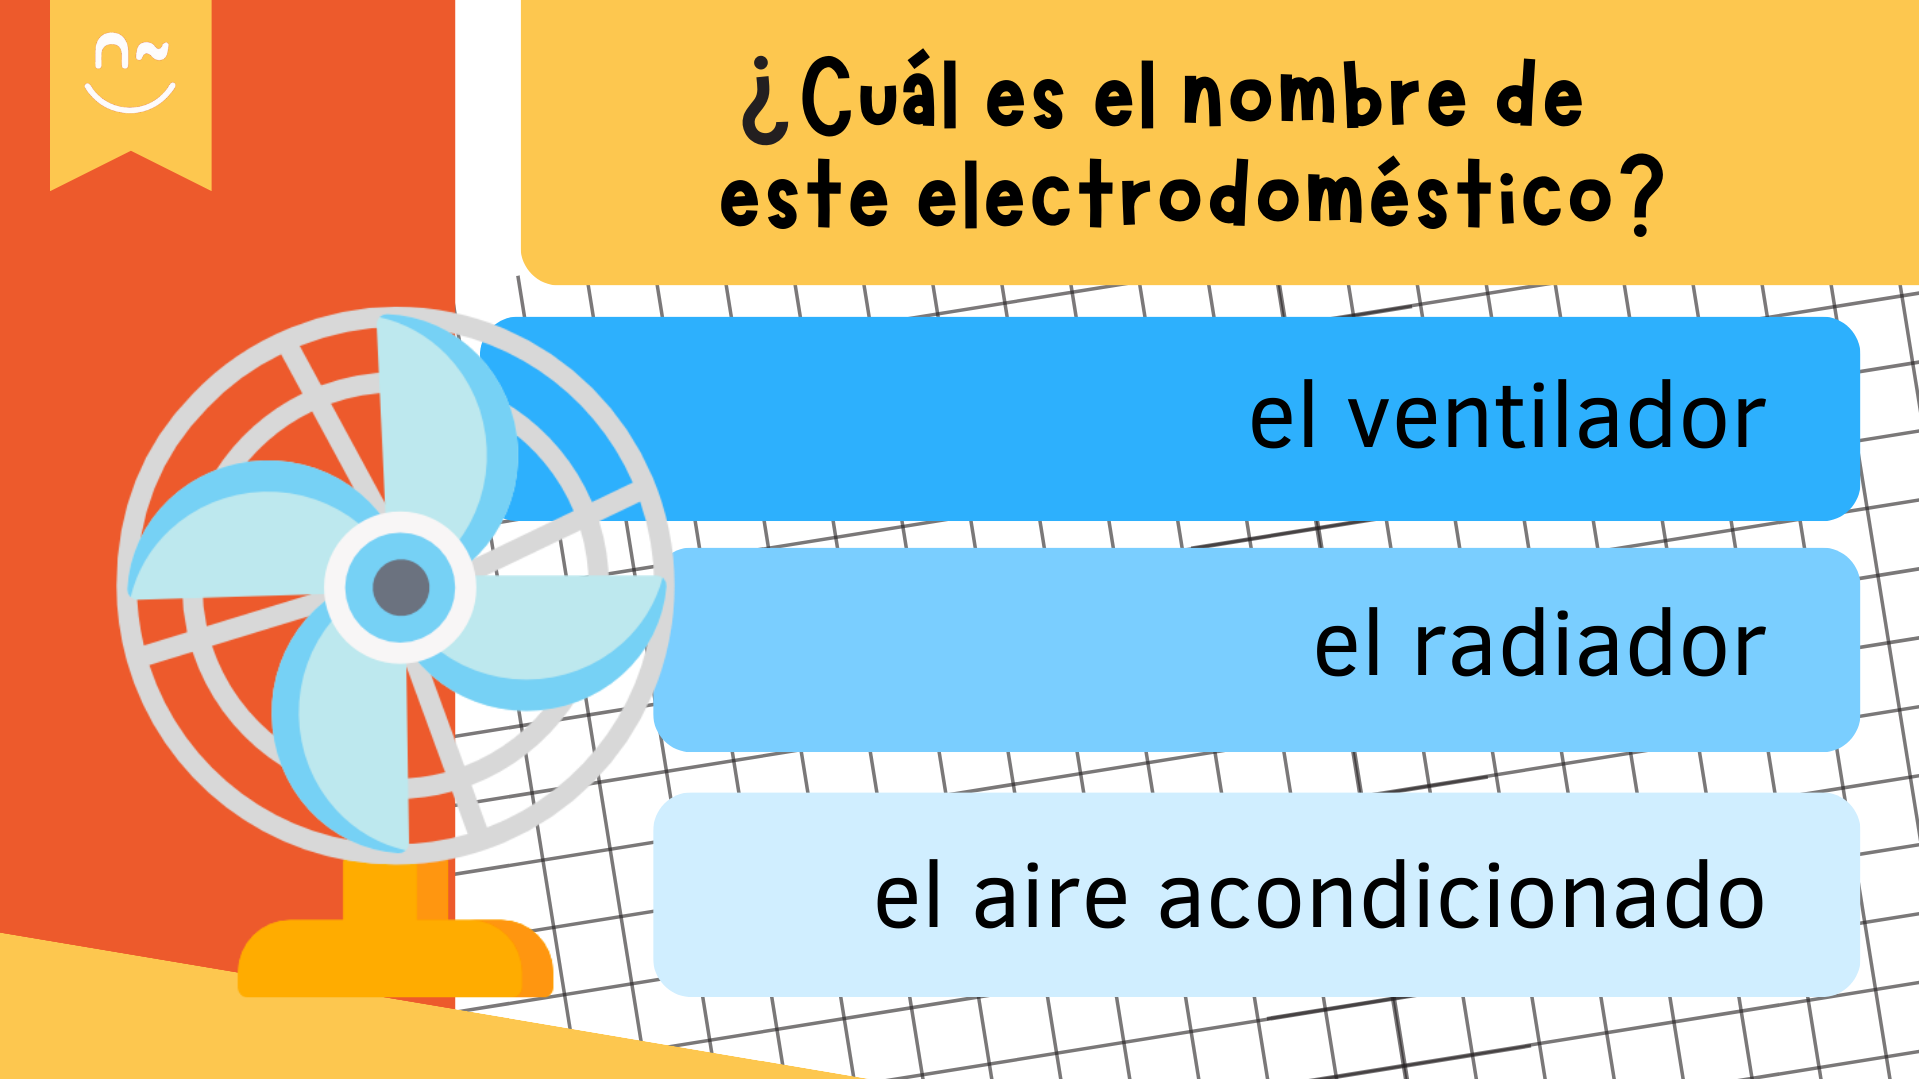 ¿Cuál es el nombre de
este electrodoméstico?
el ventilador
el radiador
el aire acondicionado